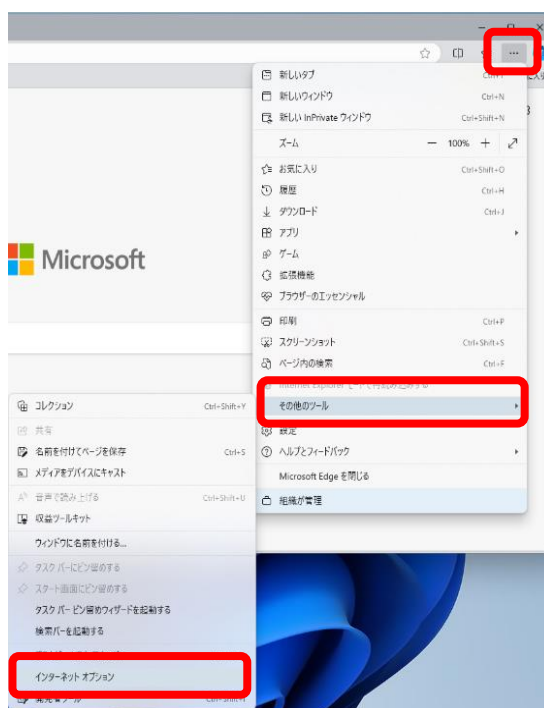 新しいタブ
新しいウィンドウ Ctrl+N
新しい InPrivate ウィンドウ Ctrl+Shift+N
ズーム 100%
お気に入り Ctrl+Shift+O
履歴 Ctrl+H
ダウンロード Ctrl+J
アプリ
ゲーム
拡張機能
ブラウザーのエッセンシャル
印刷 Ctrl+P
スクリーンショット Ctrl+Shift+S
ページ内の検索 Ctrl+F
その他のツール
設定
ヘルプとフィードバック
Microsoft Edge を閉じる
組織が管理
Microsoft
コレクション Ctrl+Shift+Y
共有
名前を付けてページを保存 Ctrl+S
メディアをデバイスにキャスト
音声で読み上げる Ctrl+Shift+U
収益ツールキット
ウィンドウに名前を付ける...
タスク バーにピン留めする
スタート画面にピン留めする
タスク バー ピン留めウィザードを起動する
検索バーを起動する
インターネット オプション